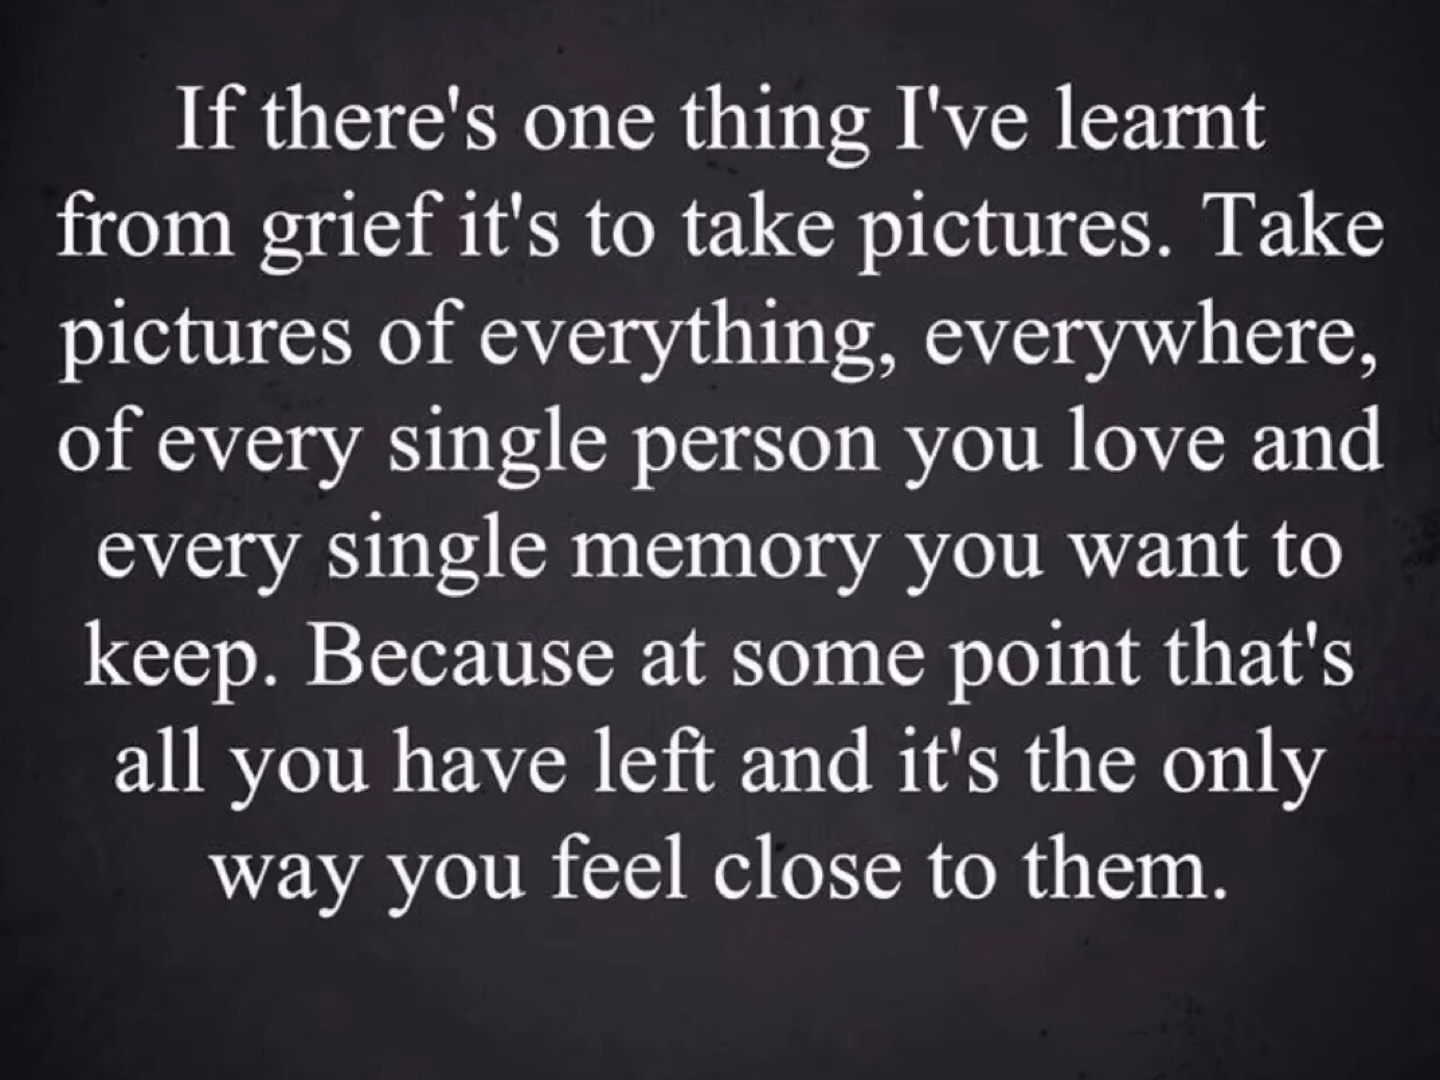 If there's one thing I've learnt
from grief it's to take pictures. Take
pictures of everything, everywhere,
of every single person you love and
every single memory you want to
keep. Because at some point that's
all you have left and it's the only
way you feel close to them.